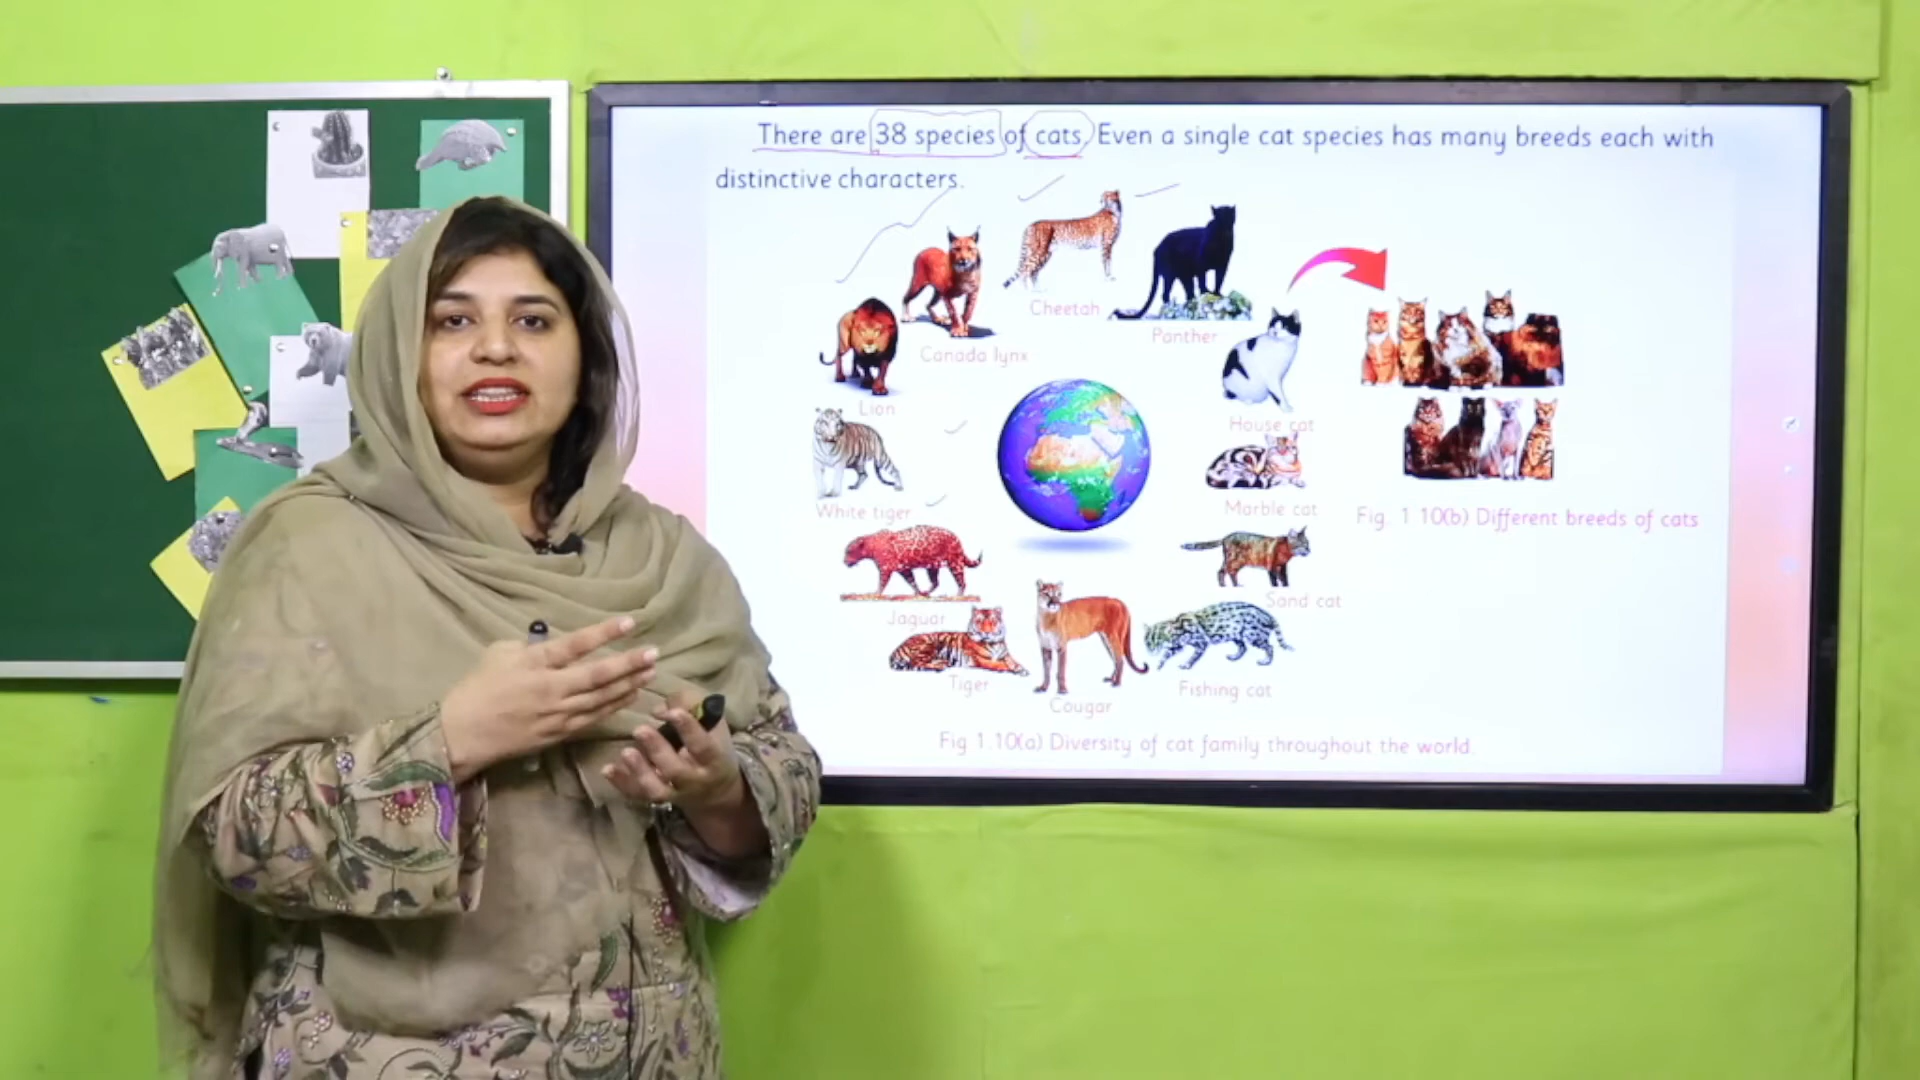 There are 38 species of cats. Even a single cat species has many breeds each with
distinctive characters.
Cheetah
Panther
Canada lynx
Lion
House cat
White tiger
Marble cat
Fig. 1 10(b) Different breeds of cats
Sand cat
Jaguar
Tiger
Fishing cat
Cougar
Fig 1.10(a) Diversity of cat family throughout the world.